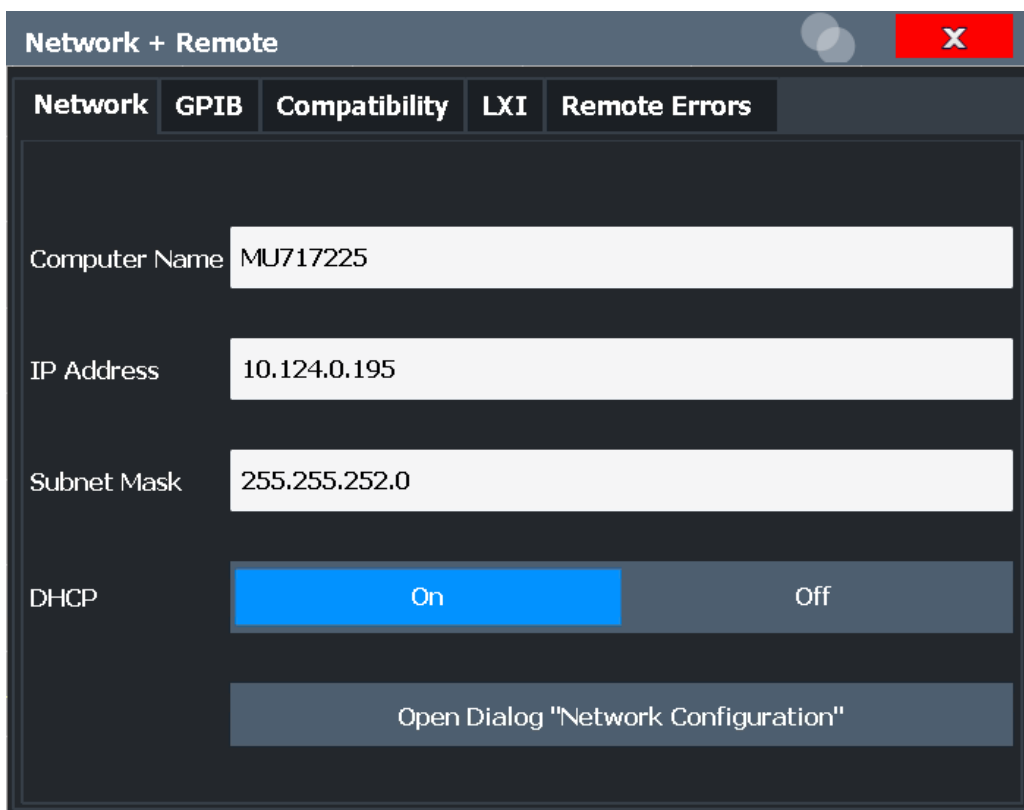 Network + Remote
X
Network GPIB Compatibility LXI Remote Errors
Computer Name MU717225
IP Address 10.124.0.195
Subnet Mask 255.255.252.0
DHCP On Off
Open Dialog "Network Configuration"